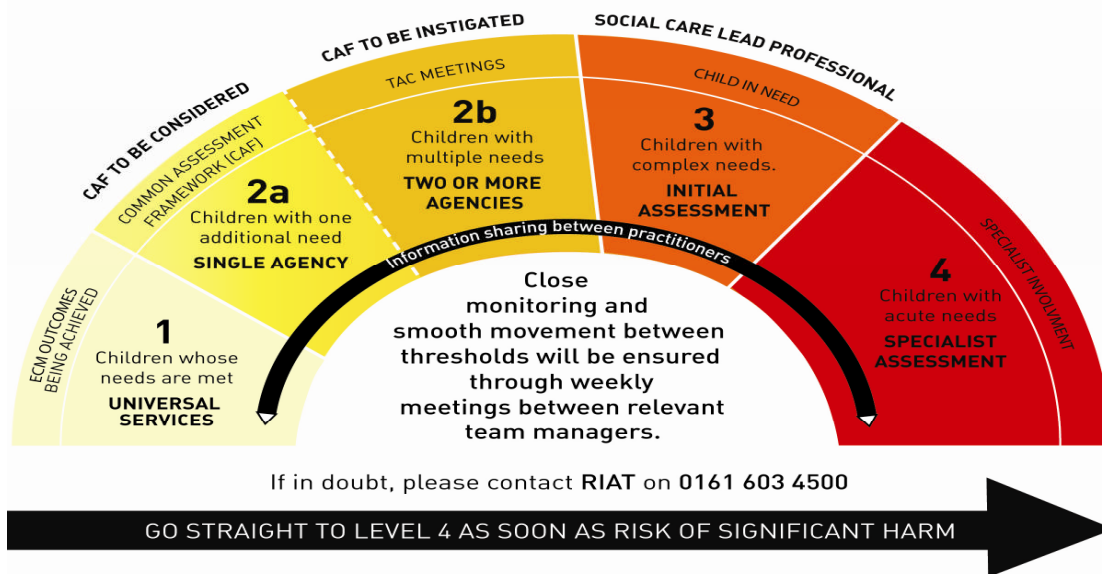 CAF TO BE CONSIDERED
CAF TO BE INSTIGATED
SOCIAL CARE LEAD PROFESSIONAL
ECM OUTCOMES
BEING ACHIEVED
1
Children whose
needs are met
UNIVERSAL
SERVICES
COMMON ASSESSMENT
FRAMEWORK (CAF)
2a
Children with one
additional need
SINGLE AGENCY
TAC MEETINGS
2b
Children with
multiple needs
TWO OR MORE
AGENCIES
CHILD IN NEED
3
Children with
complex needs.
INITIAL
ASSESSMENT
SPECIALIST INVOLVMENT
4
Children with
acute needs
SPECIALIST
ASSESSMENT
Information sharing between practitioners
Close
monitoring and
smooth movement between
thresholds will be ensured
through weekly
meetings between relevant
team managers.
If in doubt, please contact RIAT on 0161 603 4500
GO STRAIGHT TO LEVEL 4 AS SOON AS RISK OF SIGNIFICANT HARM